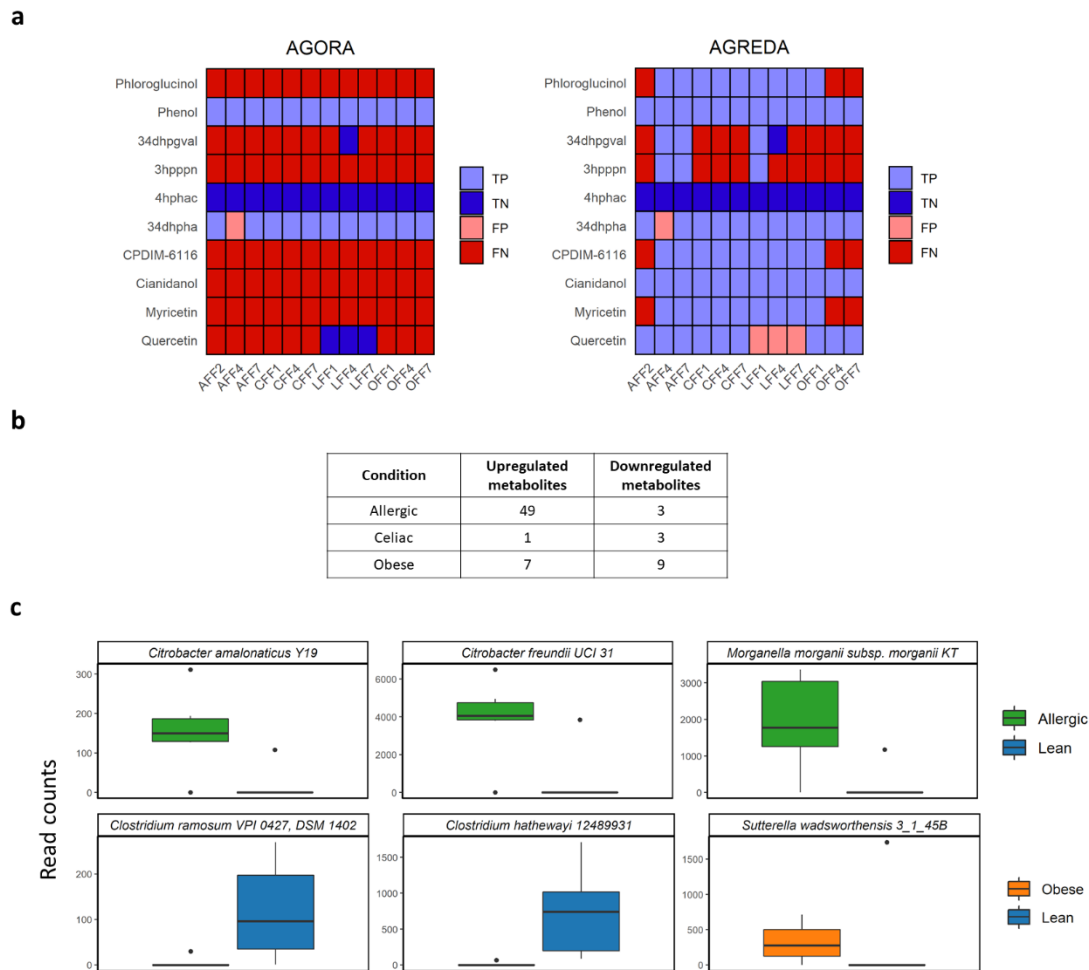 a
AGORA
AGREDA
Phloroglucinol
Phenol
34dhpgval
3hpppn
4hphac
34dhpha
CPDIM-6116
Cianidanol
Myricetin
Quercetin
AFF2 AFF4 AFF7 CFF1 CFF4 CFF7 LFF1 LFF4 LFF7 OFF1 OFF4 OFF7
TP
TN
FP
FN
Phloroglucinol
Phenol
34dhpgval
3hpppn
4hphac
34dhpha
CPDIM-6116
Cianidanol
Myricetin
Quercetin
AFF2 AFF4 AFF7 CFF1 CFF4 CFF7 LFF1 LFF4 LFF7 OFF1 OFF4 OFF7
TP
TN
FP
FN
b
Condition Upregulated metabolites Downregulated metabolites
Allergic 49 3
Celiac 1 3
Obese 7 9
c
Read counts
Citrobacter amalonaticus Y19
300
200
100
0
Citrobacter freundii UCI 31
6000
4000
2000
0
Morganella morganii subsp. morganii KT
3000
2000
1000
0
Allergic
Lean
Clostridium ramosum VPI 0427, DSM 1402
200
100
0
Clostridium hathewayi 12489931
1500
1000
500
0
Sutterella wadsworthensis 3_1_45B
1500
1000
500
0
Obese
Lean